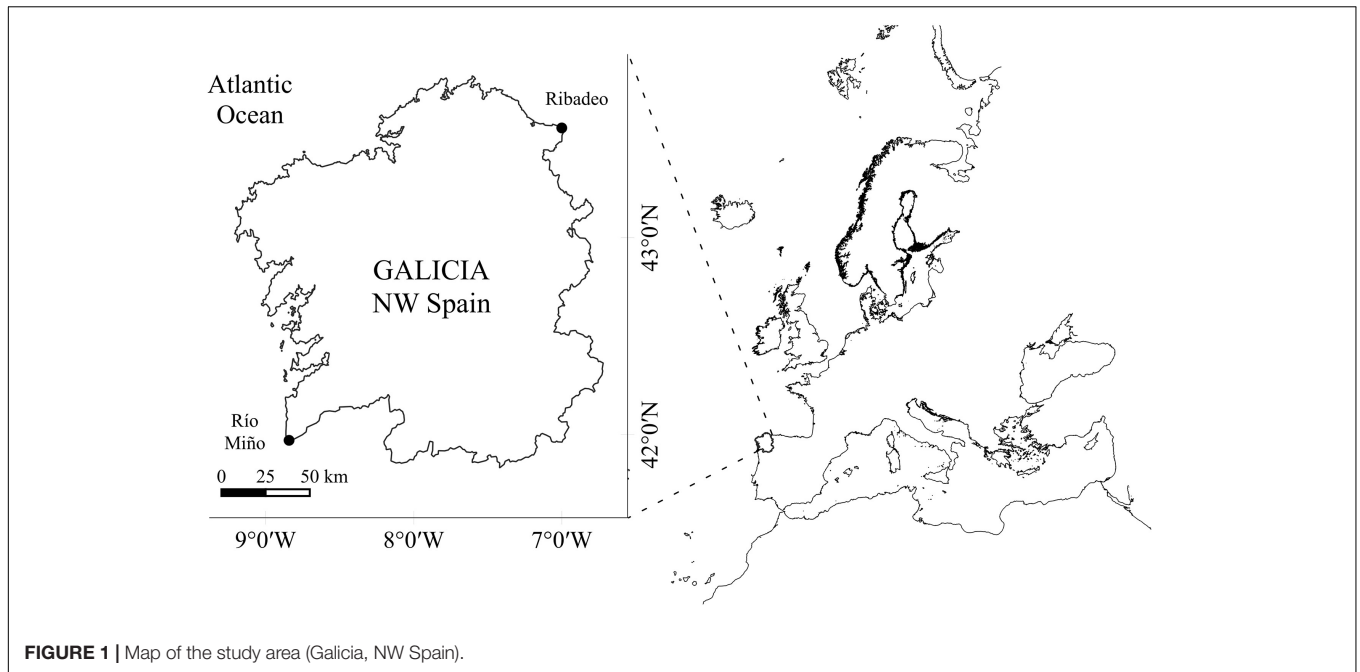 Atlantic
Ocean
Ribadeo
GALICIA
NW Spain
Río
Miño
0 25 50 km
43°0'N
42°0'N
9°0'W 8°0'W 7°0'W
FIGURE 1 | Map of the study area (Galicia, NW Spain).